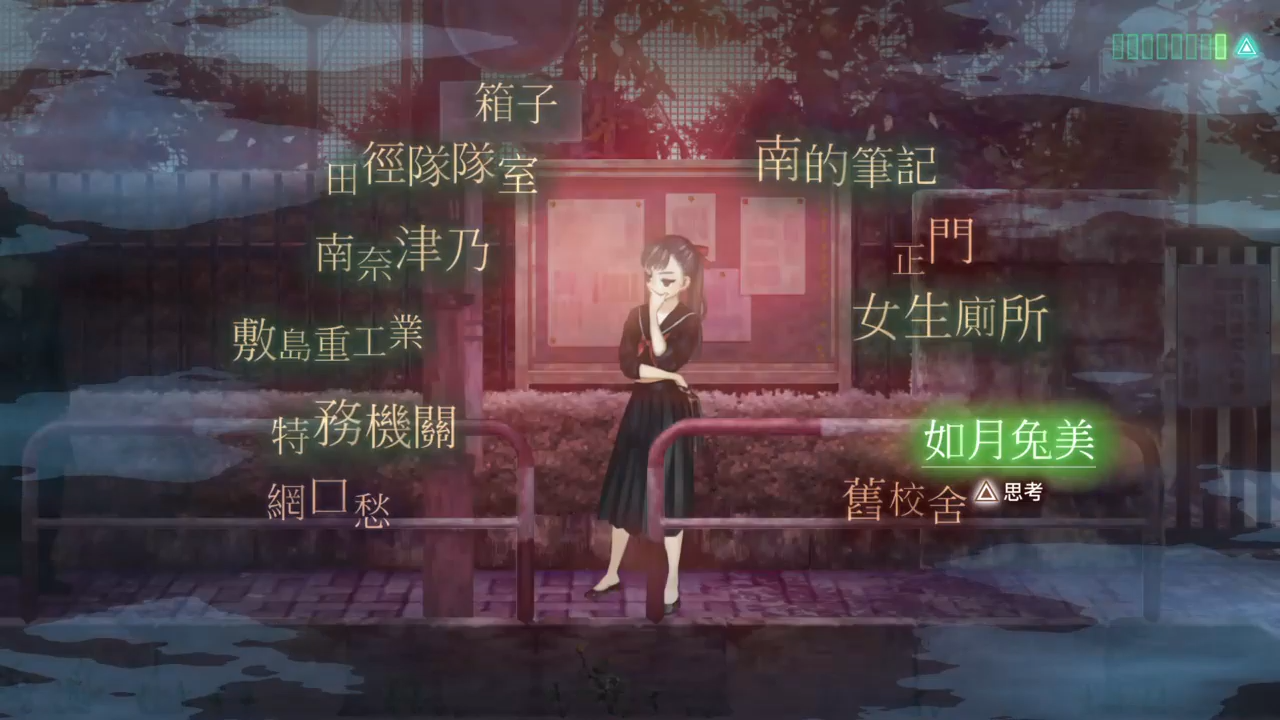 箱子
田徑隊隊室
南奈津乃
敷島重工業
特務機關
網口愁
南的筆記
正門
女生廁所
如月兔美
思考
舊校舍